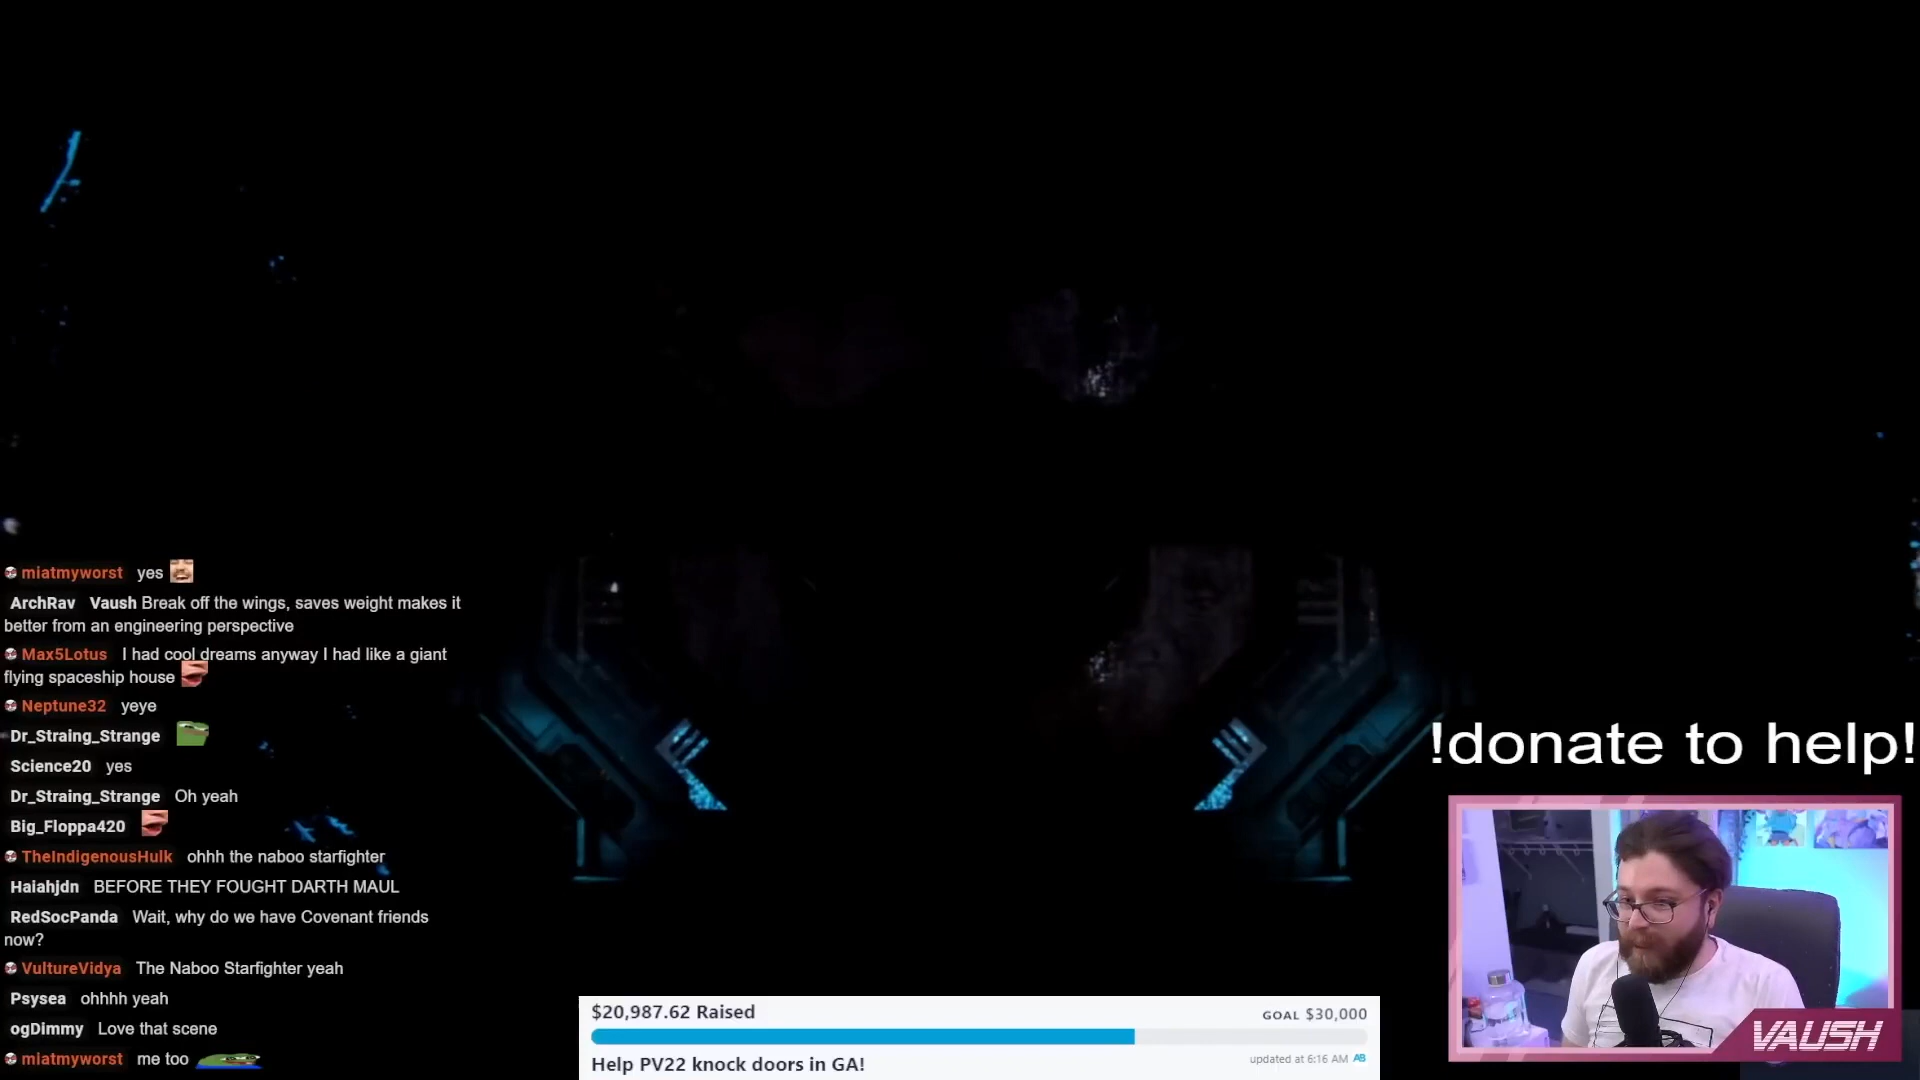 miatmyworst yes
ArchRav Vaush Break off the wings, saves weight makes it
better from an engineering perspective
Max5Lotus I had cool dreams anyway I had like a giant
flying spaceship house
Neptune32 yeye
Dr_Straing_Strange
Science20 yes
Dr_Straing_Strange Oh yeah
Big_Floppa420
TheIndigenousHulk ohhh the naboo starfighter
Haiahjdn BEFORE THEY FOUGHT DARTH MAUL
RedSocPanda Wait, why do we have Covenant friends
now?
VultureVidya The Naboo Starfighter yeah
Psysea ohhhh yeah
ogDimmy Love that scene
miatmyworst me too
$20,987.62 Raised
GOAL $30,000
Help PV22 knock doors in GA!
updated at 6:16 AM AB
!donate to help!
VAUSH